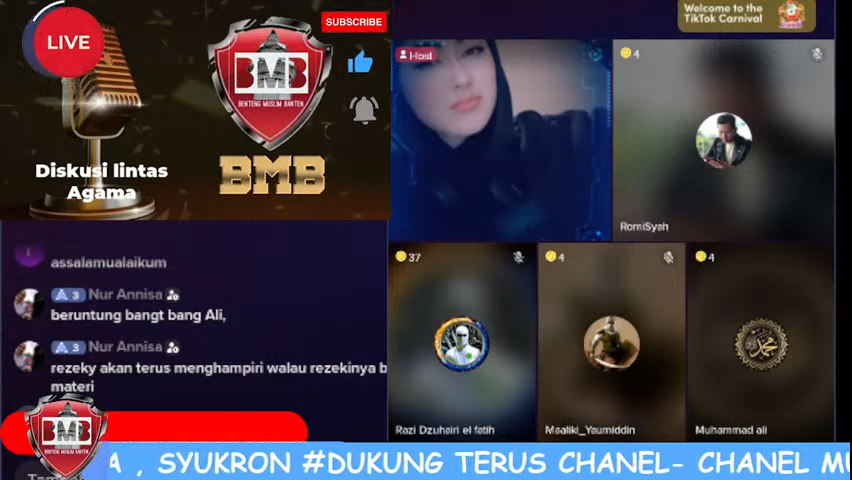 LIVE
SUBSCRIBE
BMB
BENTENG MUSLIM BANTEN
BMB
Diskusi lintas
Agama
Welcome to the
TikTok Carnival
Host
4
RomiSyah
assalamualaikum
3 Nur Annisa
beruntung bangt bang Ali,
3 Nur Annisa
rezeky akan terus menghampiri walau rezekinya b
materi
37
Razi Dzuhairi el fatih
4
Maaliki_Yaumiddin
4
Muhammad ali
BMB
A , SYUKRON #DUKUNG TERUS CHANEL- CHANEL MU